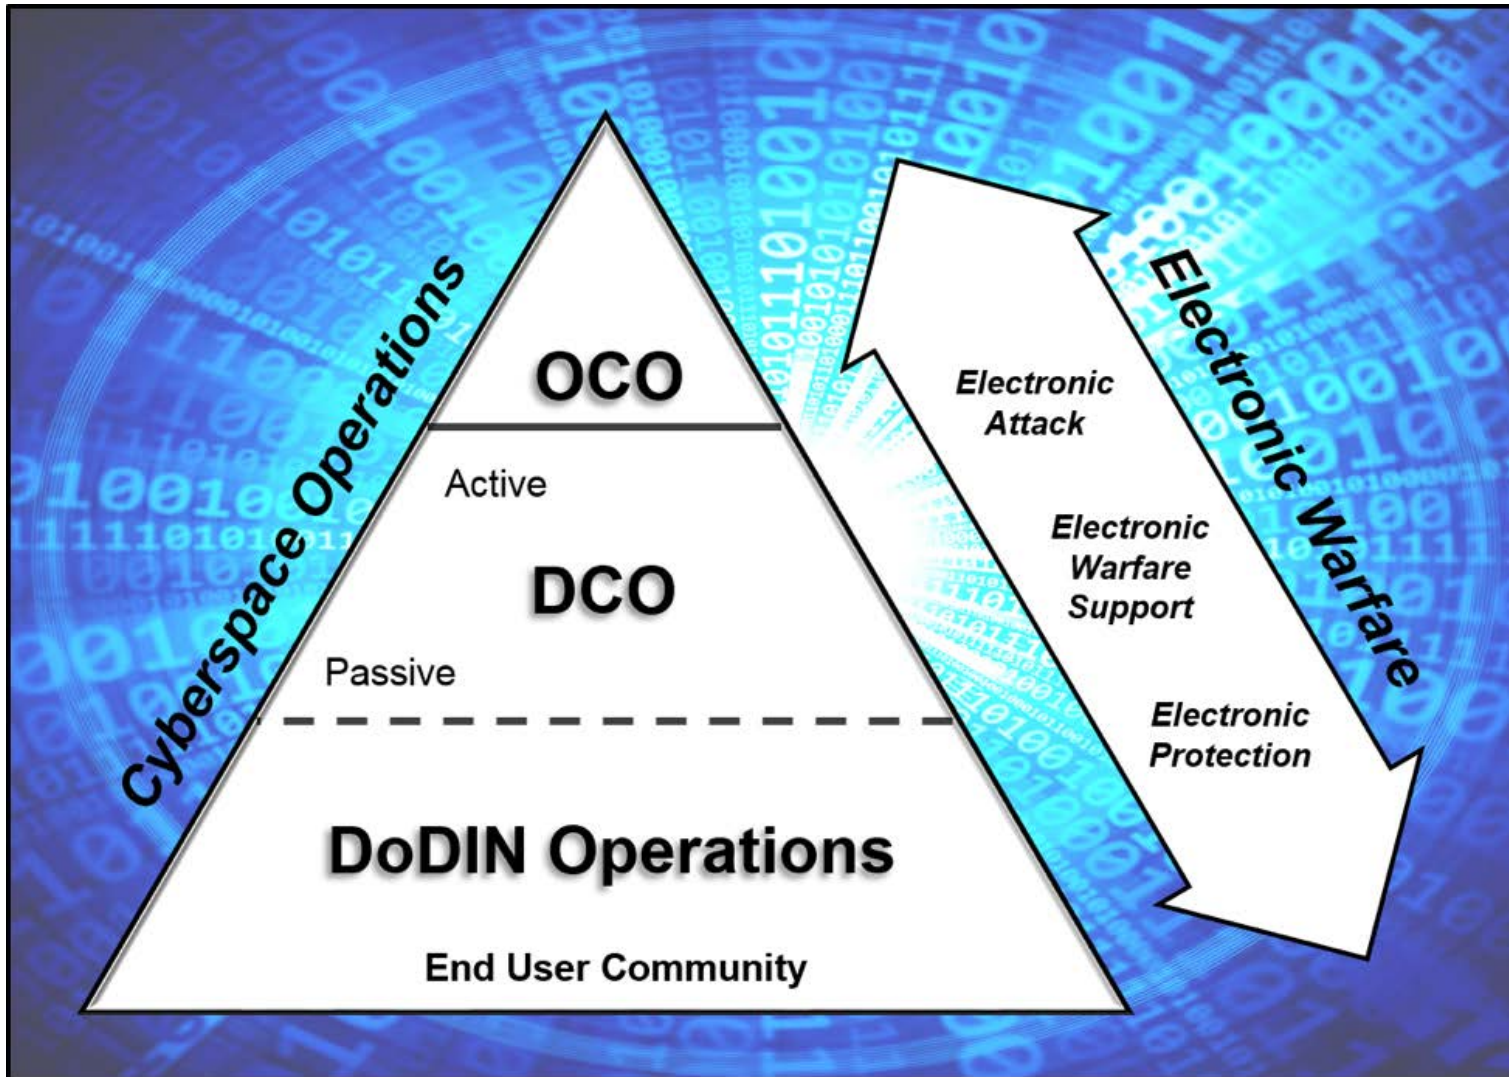 Cyberspace Operations
OCO
Active
DCO
Passive
DoDIN Operations
End User Community
Electronic Warfare
Electronic
Attack
Electronic
Warfare
Support
Electronic
Protection